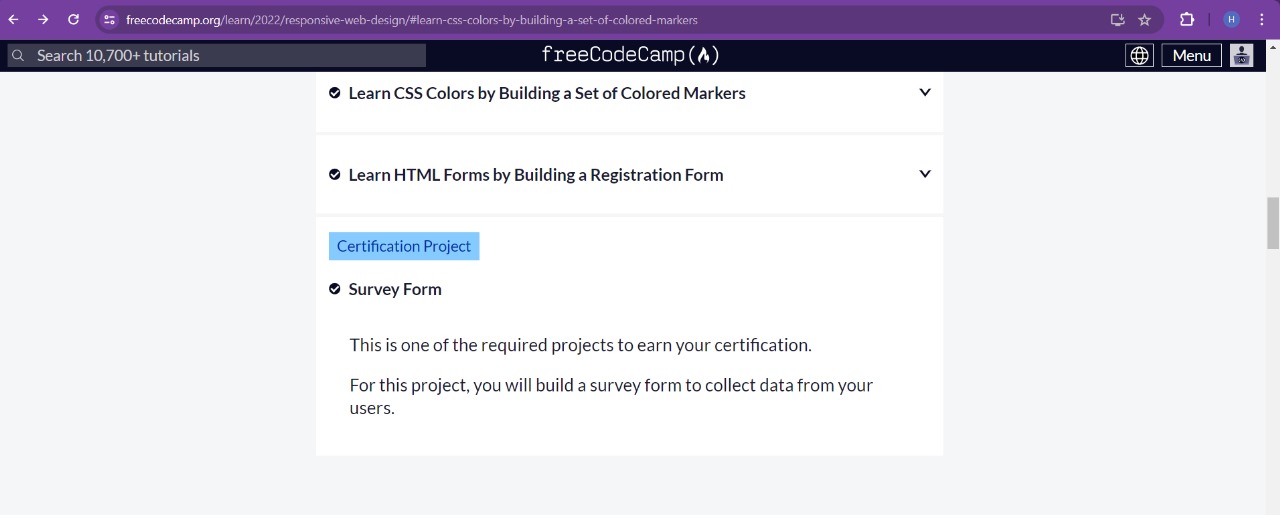 freecodecamp.org/learn/2022/responsive-web-design/#learn-css-colors-by-building-a-set-of-colored-markers
H
Search 10,700+ tutorials
freeCodeCamp(🔥)
Menu
Learn CSS Colors by Building a Set of Colored Markers
Learn HTML Forms by Building a Registration Form
Certification Project
Survey Form
This is one of the required projects to earn your certification.
For this project, you will build a survey form to collect data from your
users.